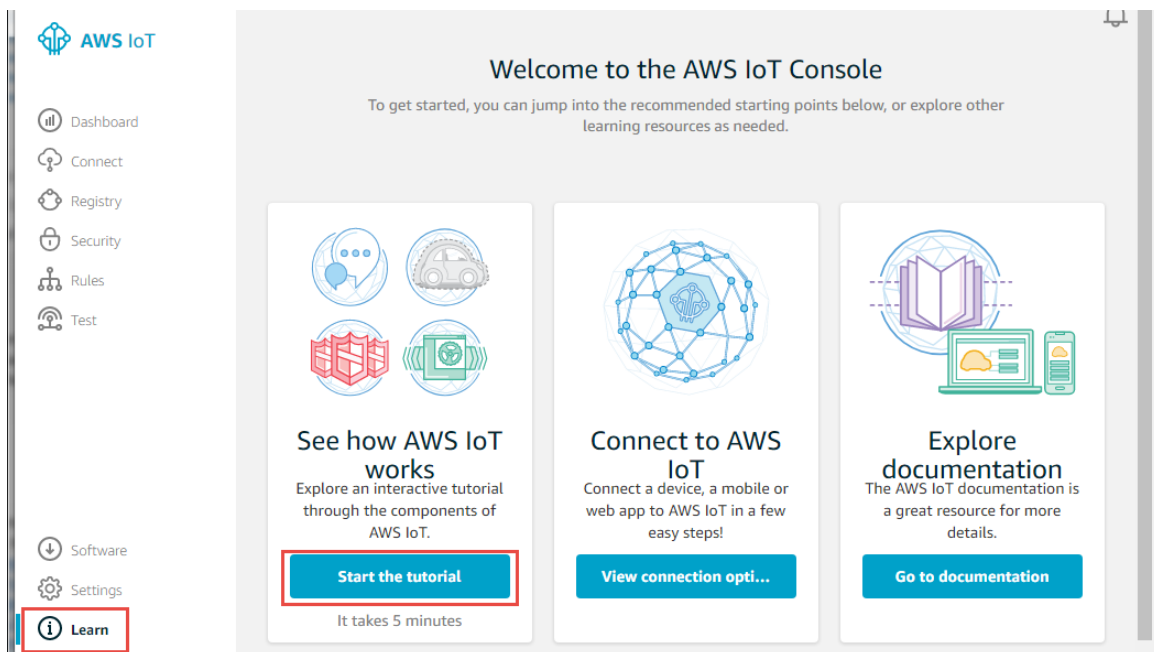 AWS IoT
Dashboard
Connect
Registry
Security
Rules
Test
Software
Settings
Learn
Welcome to the AWS IoT Console
To get started, you can jump into the recommended starting points below, or explore other
learning resources as needed.
See how AWS IoT
works
Explore an interactive tutorial
through the components of
AWS IoT.
Start the tutorial
It takes 5 minutes
Connect to AWS
IoT
Connect a device, a mobile or
web app to AWS IoT in a few
easy steps!
View connection opti...
Explore
documentation
The AWS IoT documentation is
a great resource for more
details.
Go to documentation